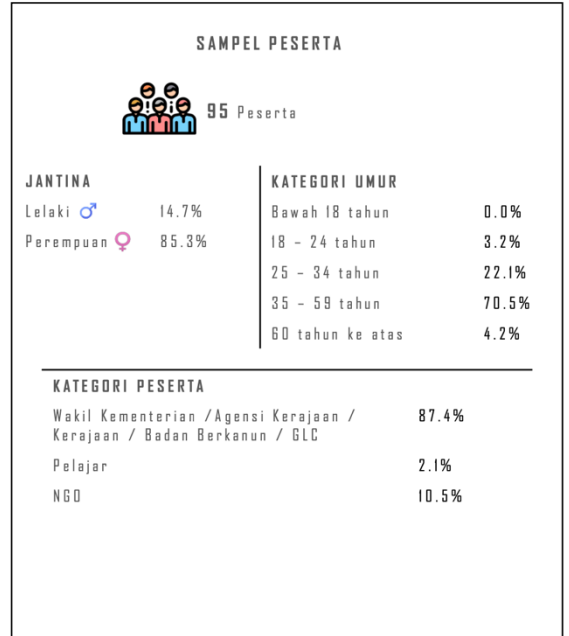 SAMPEL PESERTA
95 Peserta
JANTINA
Lelaki 14.7%
Perempuan 85.3%
KATEGORI UMUR
Bawah 18 tahun 0.0%
18 – 24 tahun 3.2%
25 – 34 tahun 22.1%
35 – 59 tahun 70.5%
60 tahun ke atas 4.2%
KATEGORI PESERTA
Wakil Kementerian /Agensi Kerajaan / 87.4%
Kerajaan / Badan Berkanun / GLC
Pelajar 2.1%
NGO 10.5%